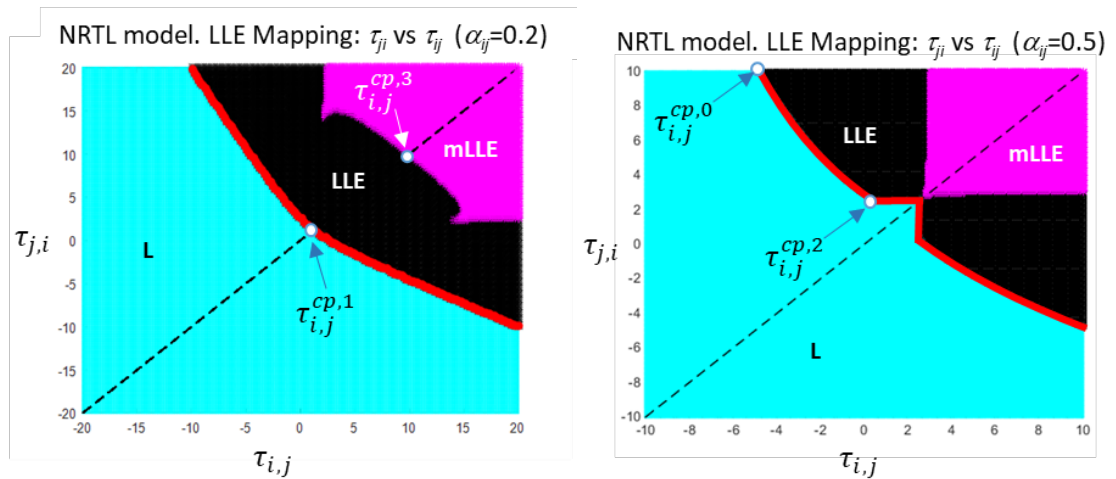 NRTL model. LLE Mapping: τji vs τij (αij=0.2)
20
15
10
5
0
-5
-10
-15
-20
τj,i
-20 -15 -10 -5 0 5 10 15 20
τi,j
L
LLE
mLLE
τi,j^cp,3
τi,j^cp,1
NRTL model. LLE Mapping: τji vs τij (αij=0.5)
10
8
6
4
2
0
-2
-4
-6
-8
-10
τj,i
-10 -8 -6 -4 -2 0 2 4 6 8 10
τi,j
τi,j^cp,0
LLE
mLLE
τi,j^cp,2
L